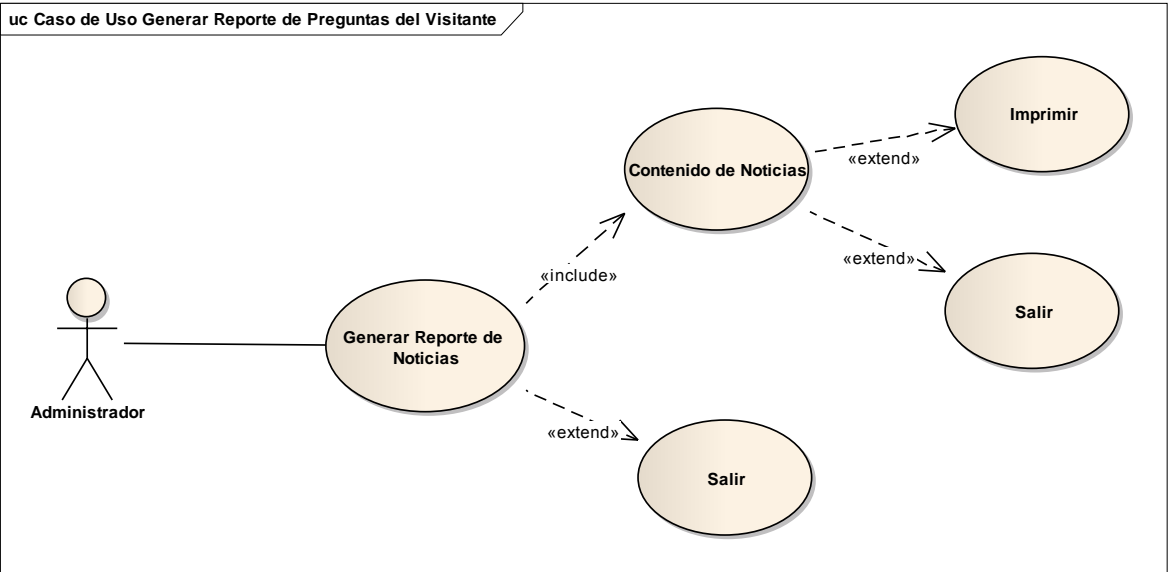 uc Caso de Uso Generar Reporte de Preguntas del Visitante
Imprimir
Contenido de Noticias
«extend»
«extend»
«include»
Salir
Generar Reporte de
Noticias
Administrador
«extend»
Salir